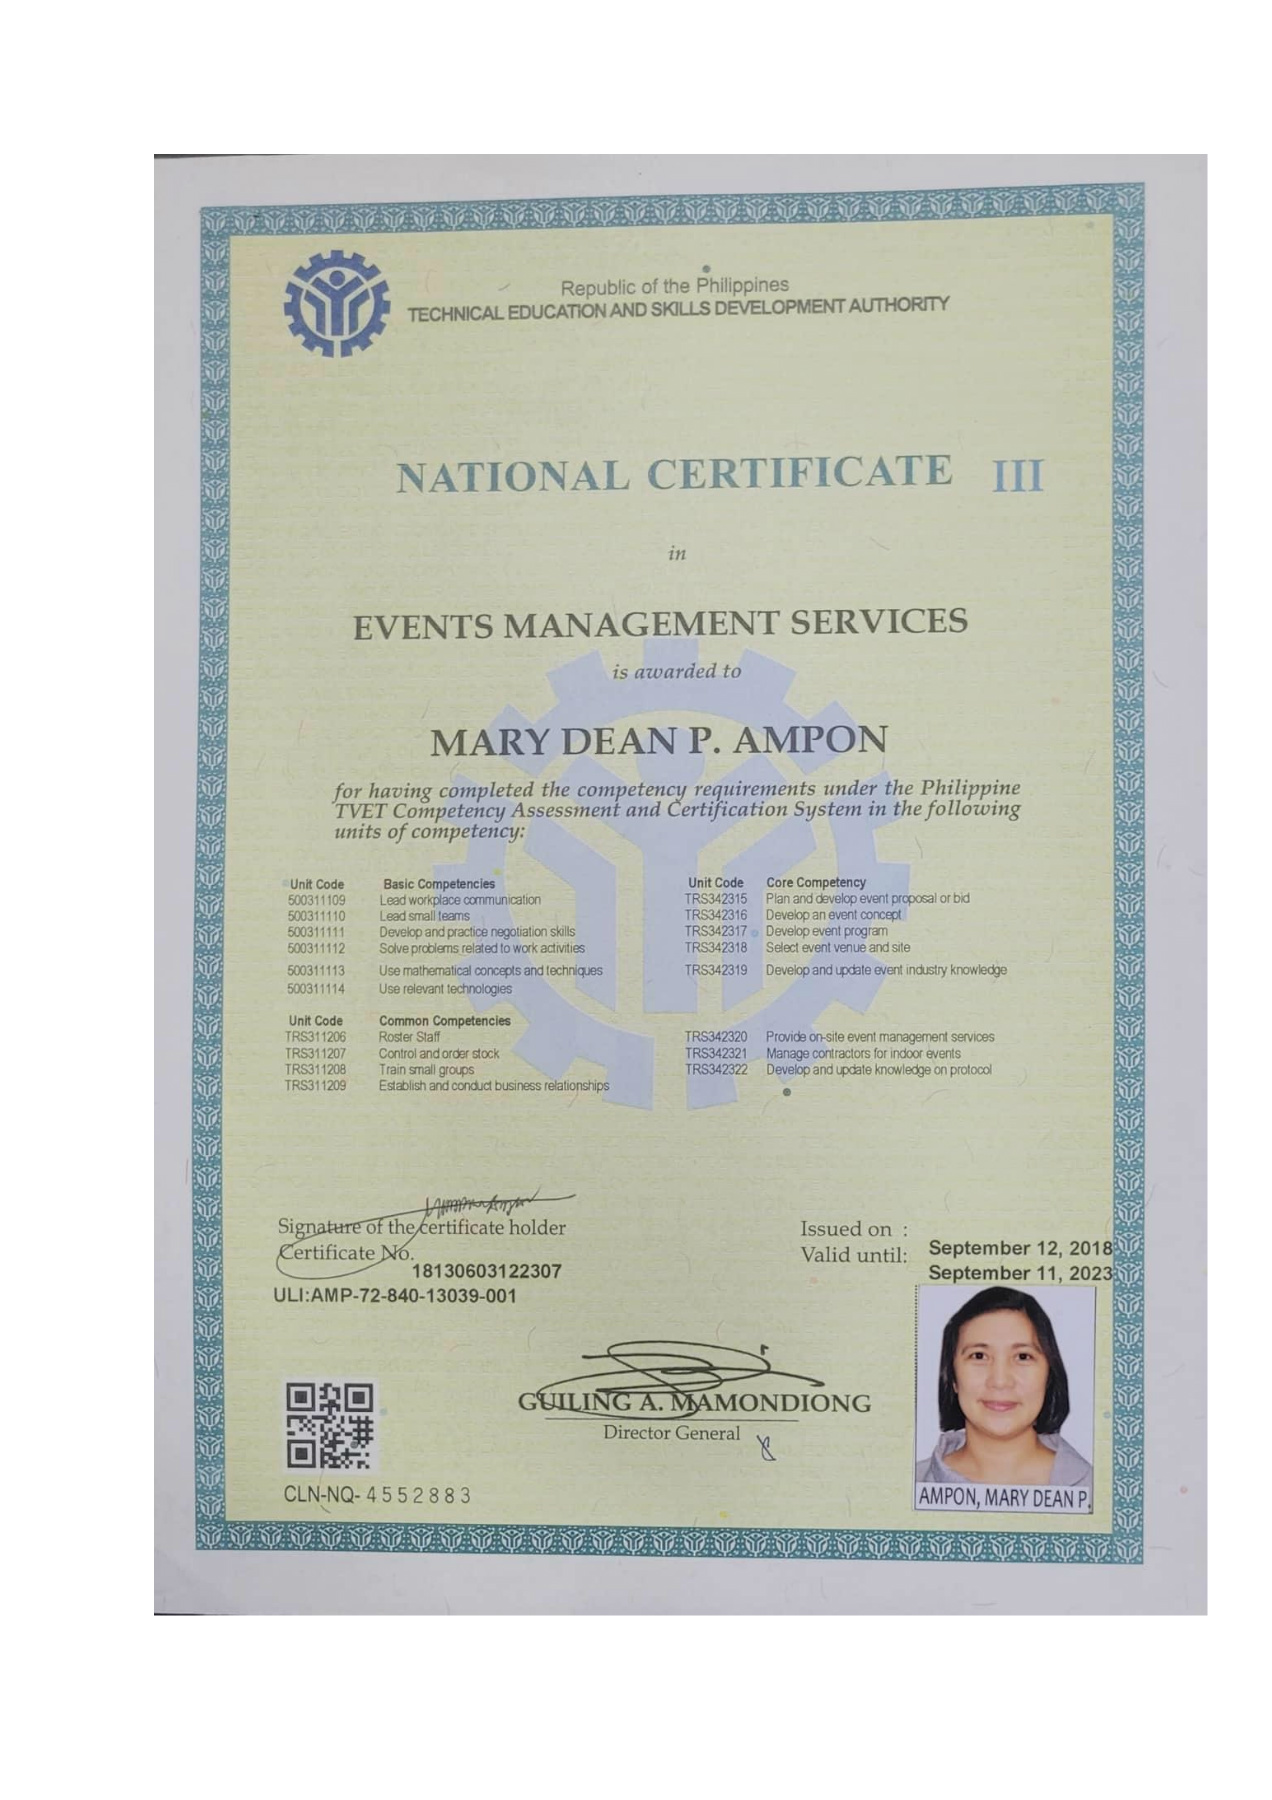 Republic of the Philippines
TECHNICAL EDUCATION AND SKILLS DEVELOPMENT AUTHORITY
NATIONAL CERTIFICATE III
in
EVENTS MANAGEMENT SERVICES
is awarded to
MARY DEAN P. AMPON
for having completed the competency requirements under the Philippine
TVET Competency Assessment and Certification System in the following
units of competency:
Unit Code Basic Competencies
500311109 Lead workplace communication
500311110 Lead small teams
500311111 Develop and practice negotiation skills
500311112 Solve problems related to work activities
500311113 Use mathematical concepts and techniques
500311114 Use relevant technologies
Unit Code Common Competencies
TRS311206 Roster Staff
TRS311207 Control and order stock
TRS311208 Train small groups
TRS311209 Establish and conduct business relationships
Unit Code Core Competency
TRS342315 Plan and develop event proposal or bid
TRS342316 Develop an event concept
TRS342317 Develop event program
TRS342318 Select event venue and site
TRS342319 Develop and update event industry knowledge
TRS342320 Provide on-site event management services
TRS342321 Manage contractors for indoor events
TRS342322 Develop and update knowledge on protocol
Signature of the certificate holder
Certificate No.
18130603122307
ULI:AMP-72-840-13039-001
Issued on :
Valid until:
September 12, 2018
September 11, 2023
GUILING A. MAMONDIONG
Director General
CLN-NQ- 4552883
AMPON, MARY DEAN P.